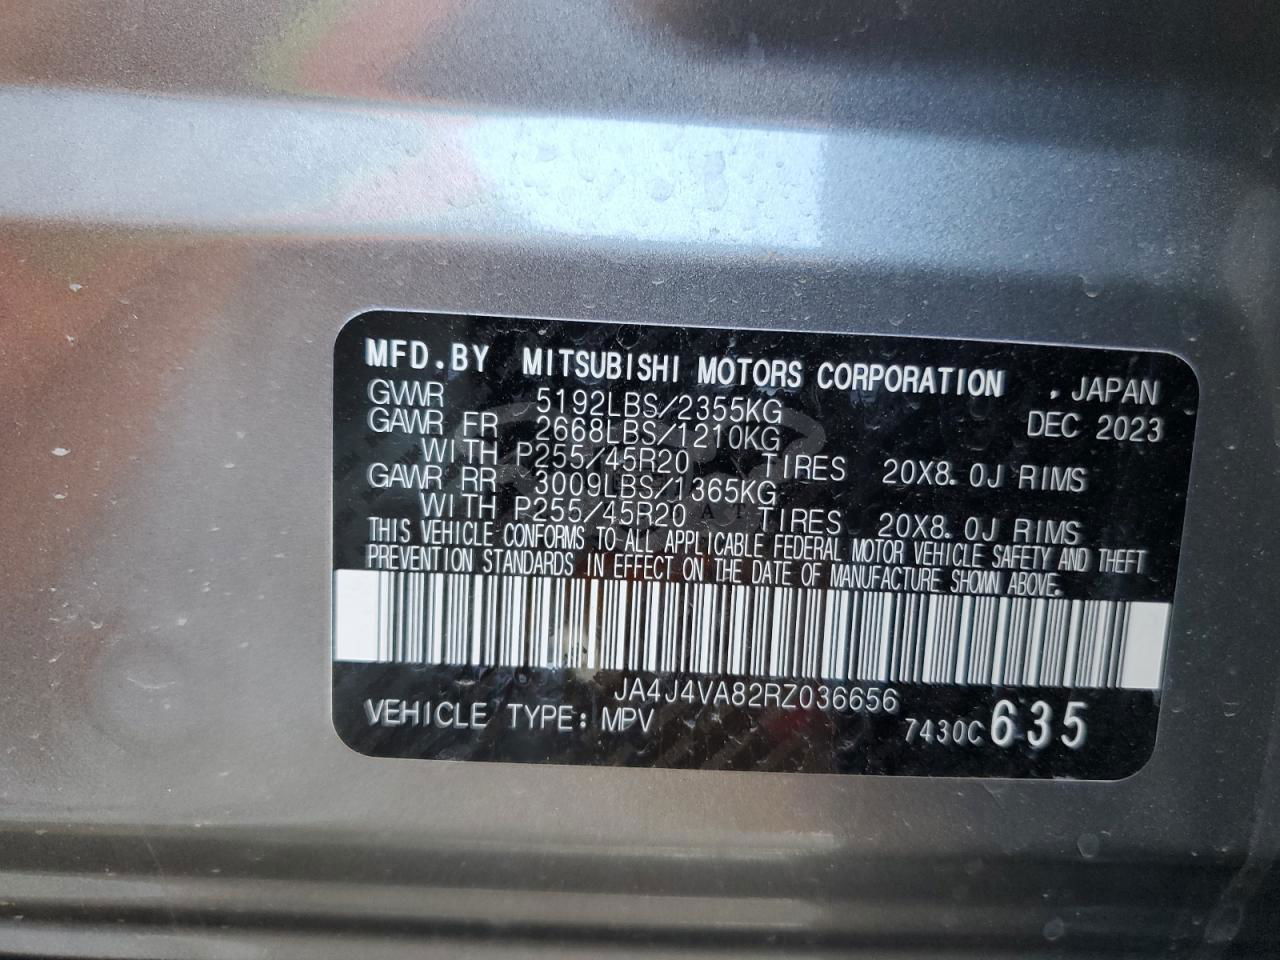 MFD.BY MITSUBISHI MOTORS CORPORATION , JAPAN
GVWR 5192LBS/2355KG DEC 2023
GAWR FR 2668LBS/1210KG
WITH P255/45R20 TIRES 20X8.0J RIMS
GAWR RR 3009LBS/1365KG
WITH P255/45R20 TIRES 20X8.0J RIMS
THIS VEHICLE CONFORMS TO ALL APPLICABLE FEDERAL MOTOR VEHICLE SAFETY AND THEFT
PREVENTION STANDARDS IN EFFECT ON THE DATE OF MANUFACTURE SHOWN ABOVE.
JA4J4VA82RZ036656
VEHICLE TYPE: MPV 7430C 635